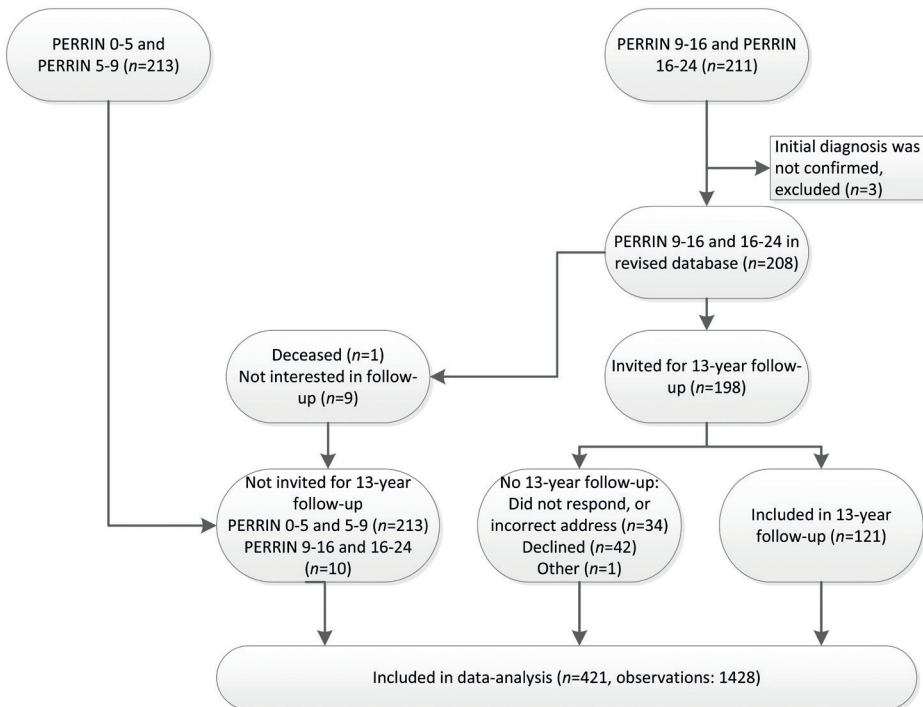 PERRIN 0-5 and
PERRIN 5-9 (n=213)
PERRIN 9-16 and PERRIN
16-24 (n=211)
Initial diagnosis was
not confirmed,
excluded (n=3)
PERRIN 9-16 and 16-24 in
revised database (n=208)
Deceased (n=1)
Not interested in follow-
up (n=9)
Invited for 13-year follow-
up (n=198)
Not invited for 13-year
follow-up
PERRIN 0-5 and 5-9 (n=213)
PERRIN 9-16 and 16-24
(n=10)
No 13-year follow-up:
Did not respond, or
incorrect address (n=34)
Declined (n=42)
Other (n=1)
Included in 13-year
follow-up (n=121)
Included in data-analysis (n=421, observations: 1428)